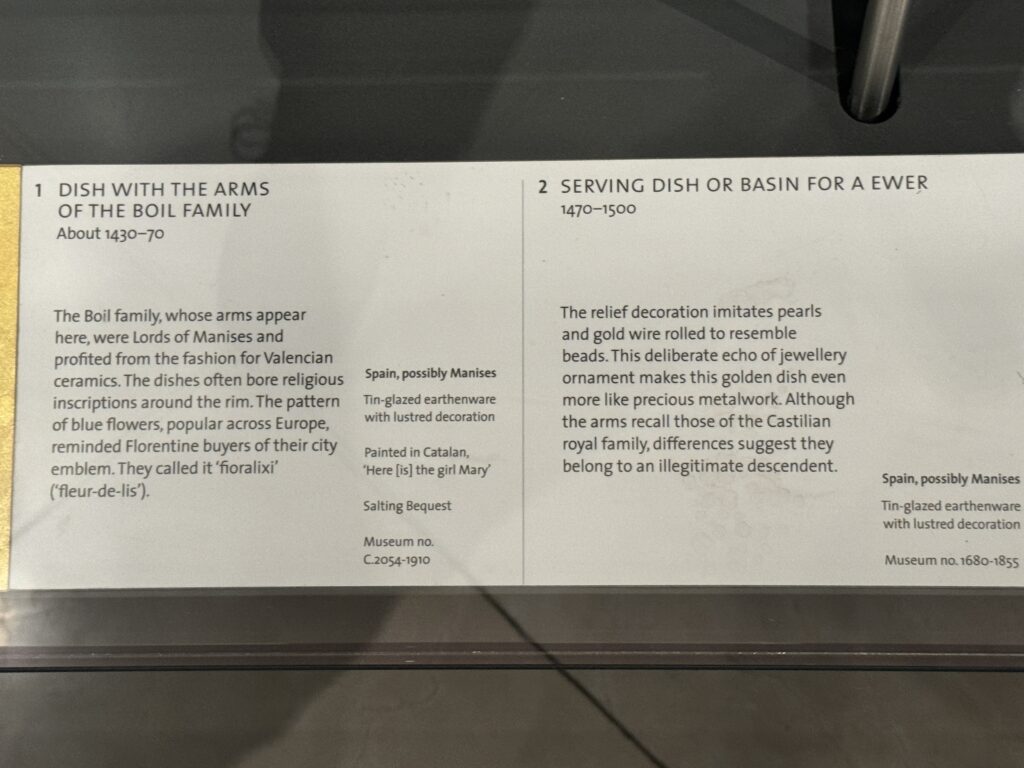 1 DISH WITH THE ARMS
OF THE BOIL FAMILY
About 1430–70
The Boil family, whose arms appear
here, were Lords of Manises and
profited from the fashion for Valencian
ceramics. The dishes often bore religious
inscriptions around the rim. The pattern
of blue flowers, popular across Europe,
reminded Florentine buyers of their city
emblem. They called it ‘fioralixi’
(‘fleur-de-lis’).
Spain, possibly Manises
Tin-glazed earthenware
with lustred decoration
Painted in Catalan,
‘Here [is] the girl Mary’
Salting Bequest
Museum no.
C.2054-1910
2 SERVING DISH OR BASIN FOR A EWER
1470–1500
The relief decoration imitates pearls
and gold wire rolled to resemble
beads. This deliberate echo of jewellery
ornament makes this golden dish even
more like precious metalwork. Although
the arms recall those of the Castilian
royal family, differences suggest they
belong to an illegitimate descendent.
Spain, possibly Manises
Tin-glazed earthenware
with lustred decoration
Museum no. 1680-1855